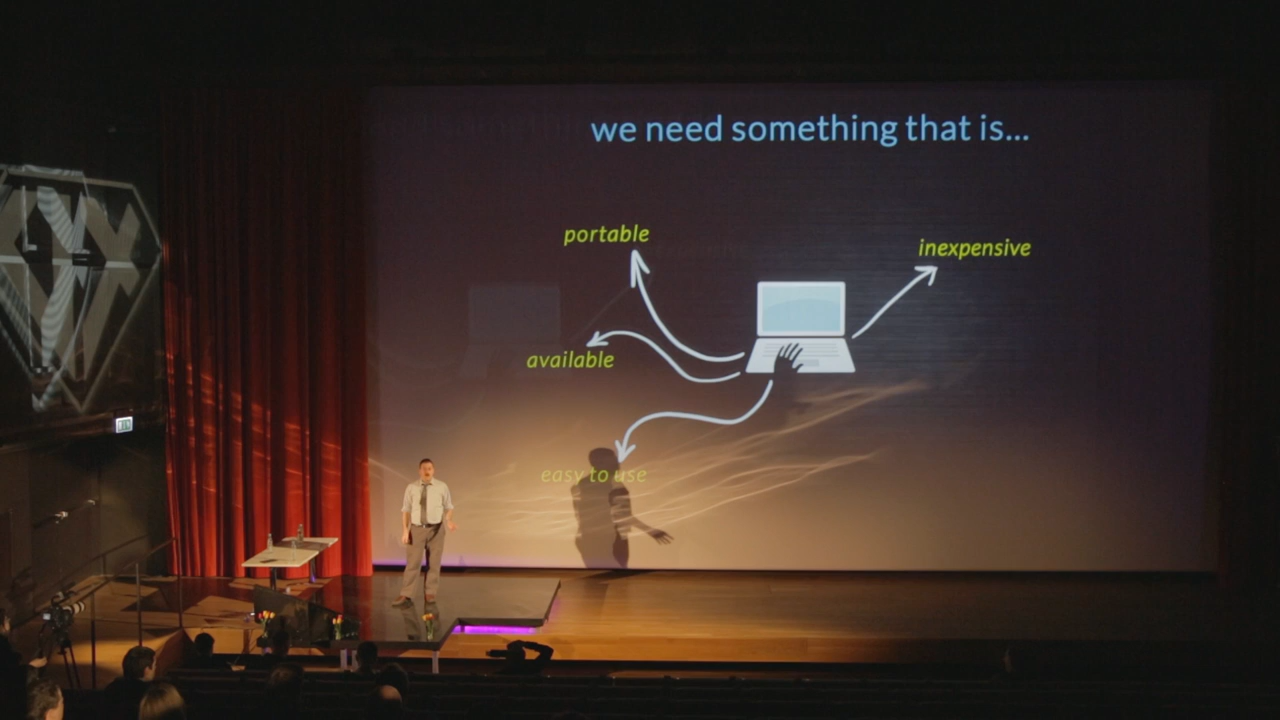 we need something that is...
portable
inexpensive
available
easy to use